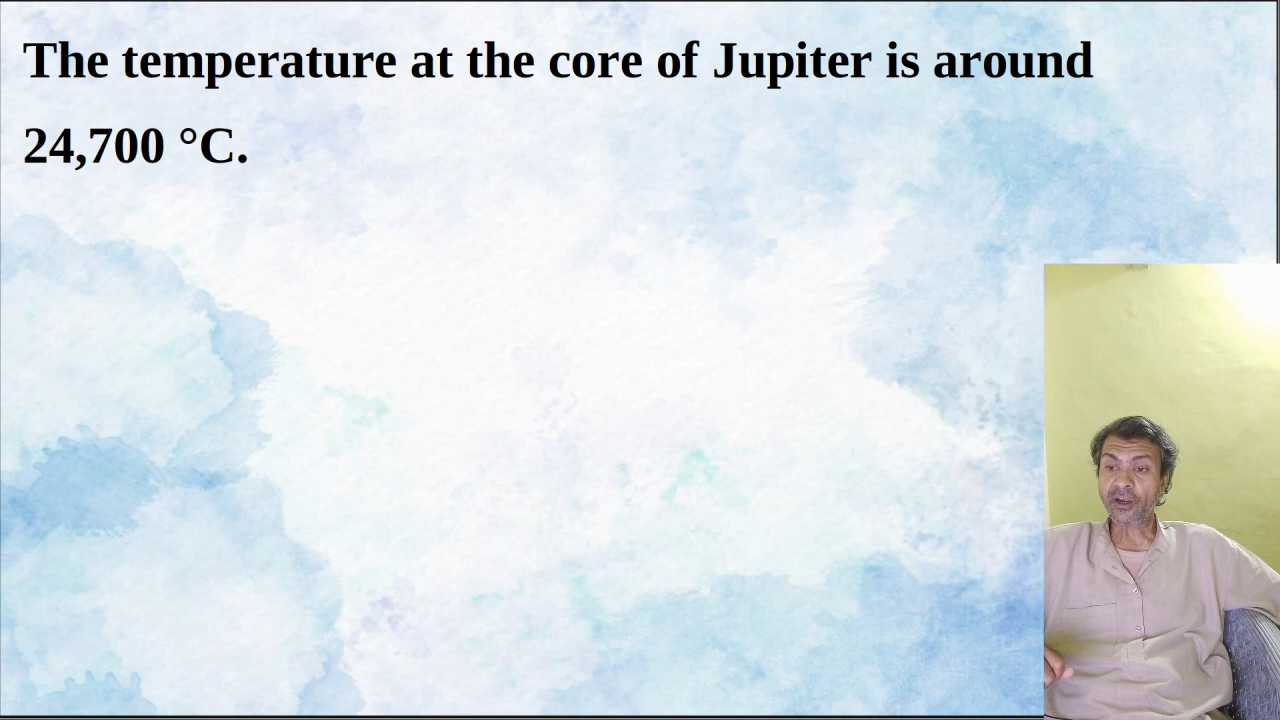 The temperature at the core of Jupiter is around
24,700 °C.